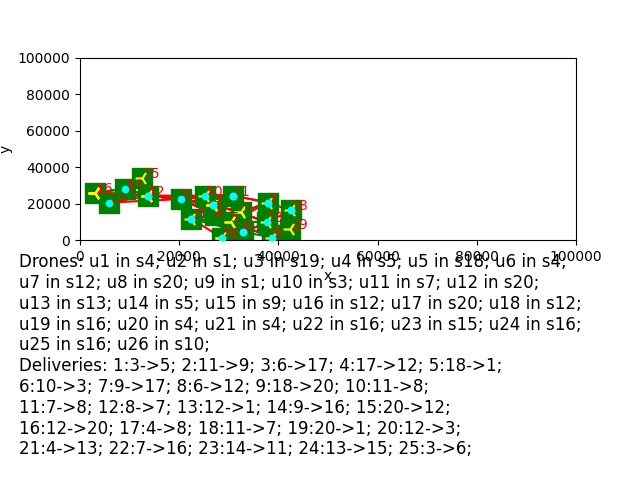 100000
80000
60000
40000
20000
0
y
0 20000 40000 60000 80000 100000
x
Drones: u1 in s4; u2 in s1; u3 in s19; u4 in s5; u5 in s18; u6 in s4;
u7 in s12; u8 in s20; u9 in s1; u10 in s3; u11 in s7; u12 in s20;
u13 in s13; u14 in s5; u15 in s9; u16 in s12; u17 in s20; u18 in s12;
u19 in s16; u20 in s4; u21 in s4; u22 in s16; u23 in s15; u24 in s16;
u25 in s16; u26 in s10;
Deliveries: 1:3->5; 2:11->9; 3:6->17; 4:17->12; 5:18->1;
6:10->3; 7:9->17; 8:6->12; 9:18->20; 10:11->8;
11:7->8; 12:8->7; 13:12->1; 14:9->16; 15:20->12;
16:12->20; 17:4->8; 18:11->7; 19:20->1; 20:12->3;
21:4->13; 22:7->16; 23:14->11; 24:13->15; 25:3->6;